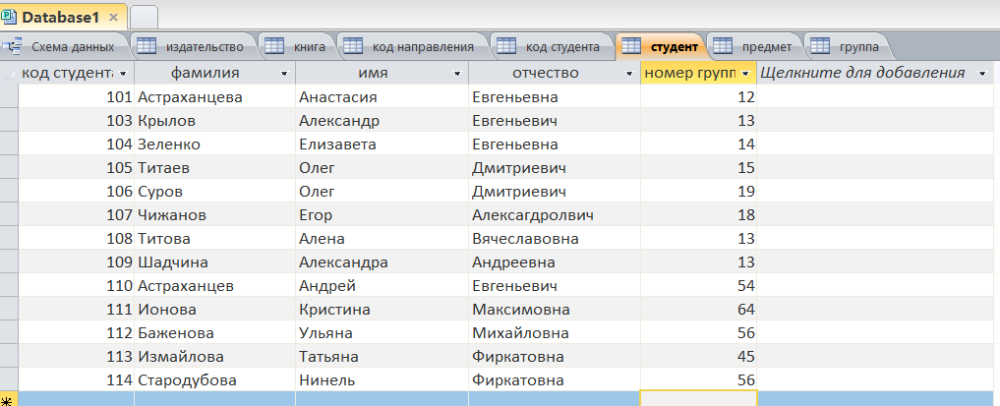 Database1
Схема данных издательство книга код направления код студента студент предмет группа
код студента фамилия имя отчество номер групп Щелкните для добавления
101 Астраханцева Анастасия Евгеньевна 12
103 Крылов Александр Евгеньевич 13
104 Зеленко Елизавета Евгеньевна 14
105 Титаев Олег Дмитриевич 15
106 Суров Олег Дмитриевич 19
107 Чижанов Егор Алексагдролвич 18
108 Титова Алена Вячеславовна 13
109 Шадчина Александра Андреевна 13
110 Астраханцев Андрей Евгеньевич 54
111 Ионова Кристина Максимовна 64
112 Баженова Ульяна Михайловна 56
113 Измайлова Татьяна Фиркатовна 45
114 Стародубова Нинель Фиркатовна 56